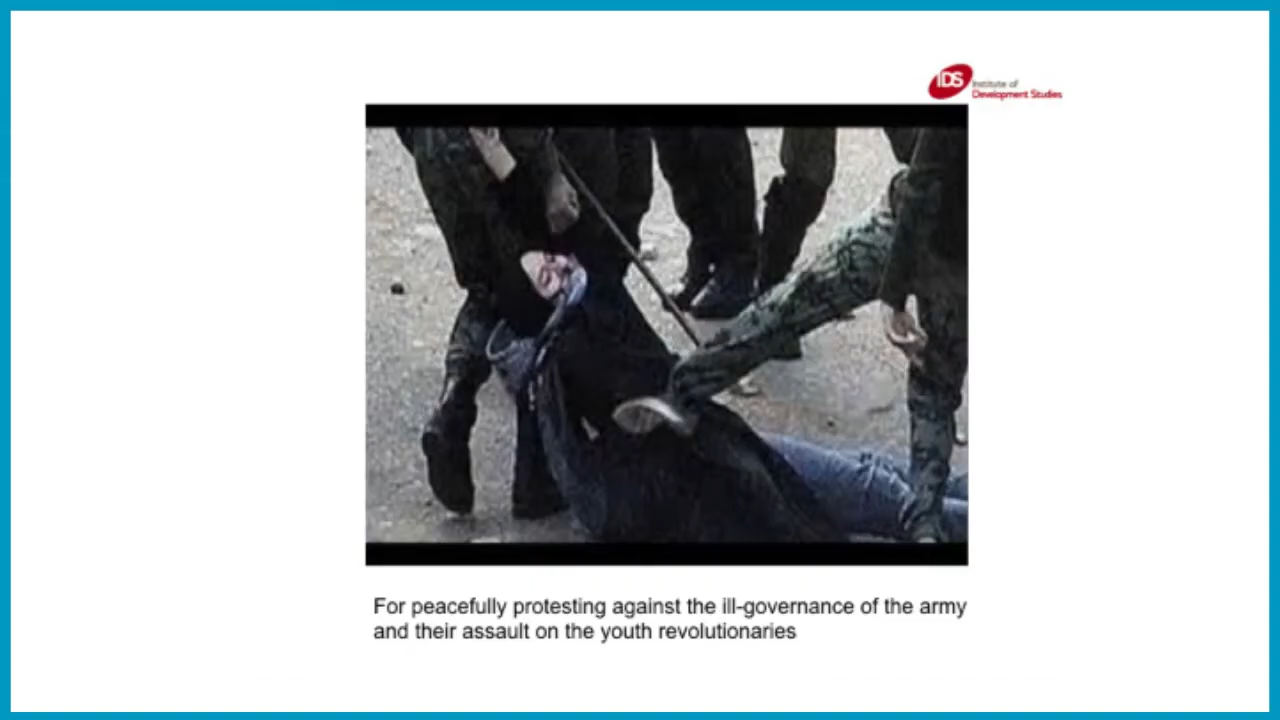 IDS Institute of
Development Studies
For peacefully protesting against the ill-governance of the army
and their assault on the youth revolutionaries